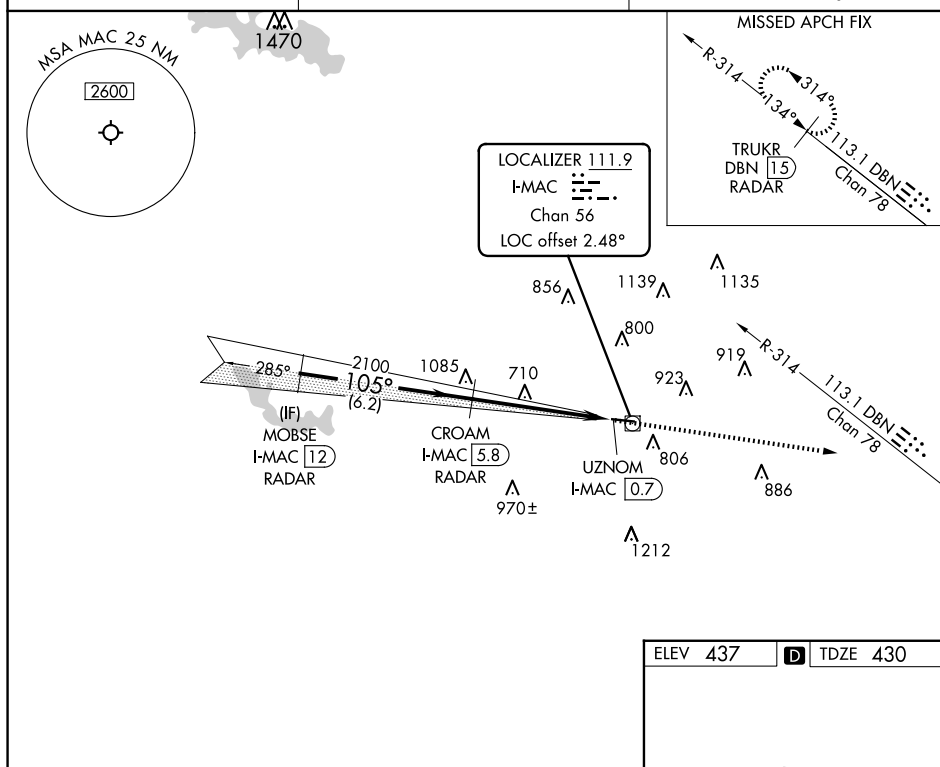 MSA MAC 25 NM
2600
1470
MISSED APCH FIX
R-314
314°
134°
113.1 DBN
Chan 78
TRUKR
DBN 15
RADAR
LOCALIZER 111.9
I-MAC
Chan 56
LOC offset 2.48°
856
1139
1135
800
919
923
R-314
113.1 DBN
Chan 78
285°
2100
105°
(6.2)
1085
710
(IF)
MOBSE
I-MAC 12
RADAR
CROAM
I-MAC 5.8
RADAR
970±
UZNOM
I-MAC 0.7
806
886
1212
ELEV 437 D TDZE 430